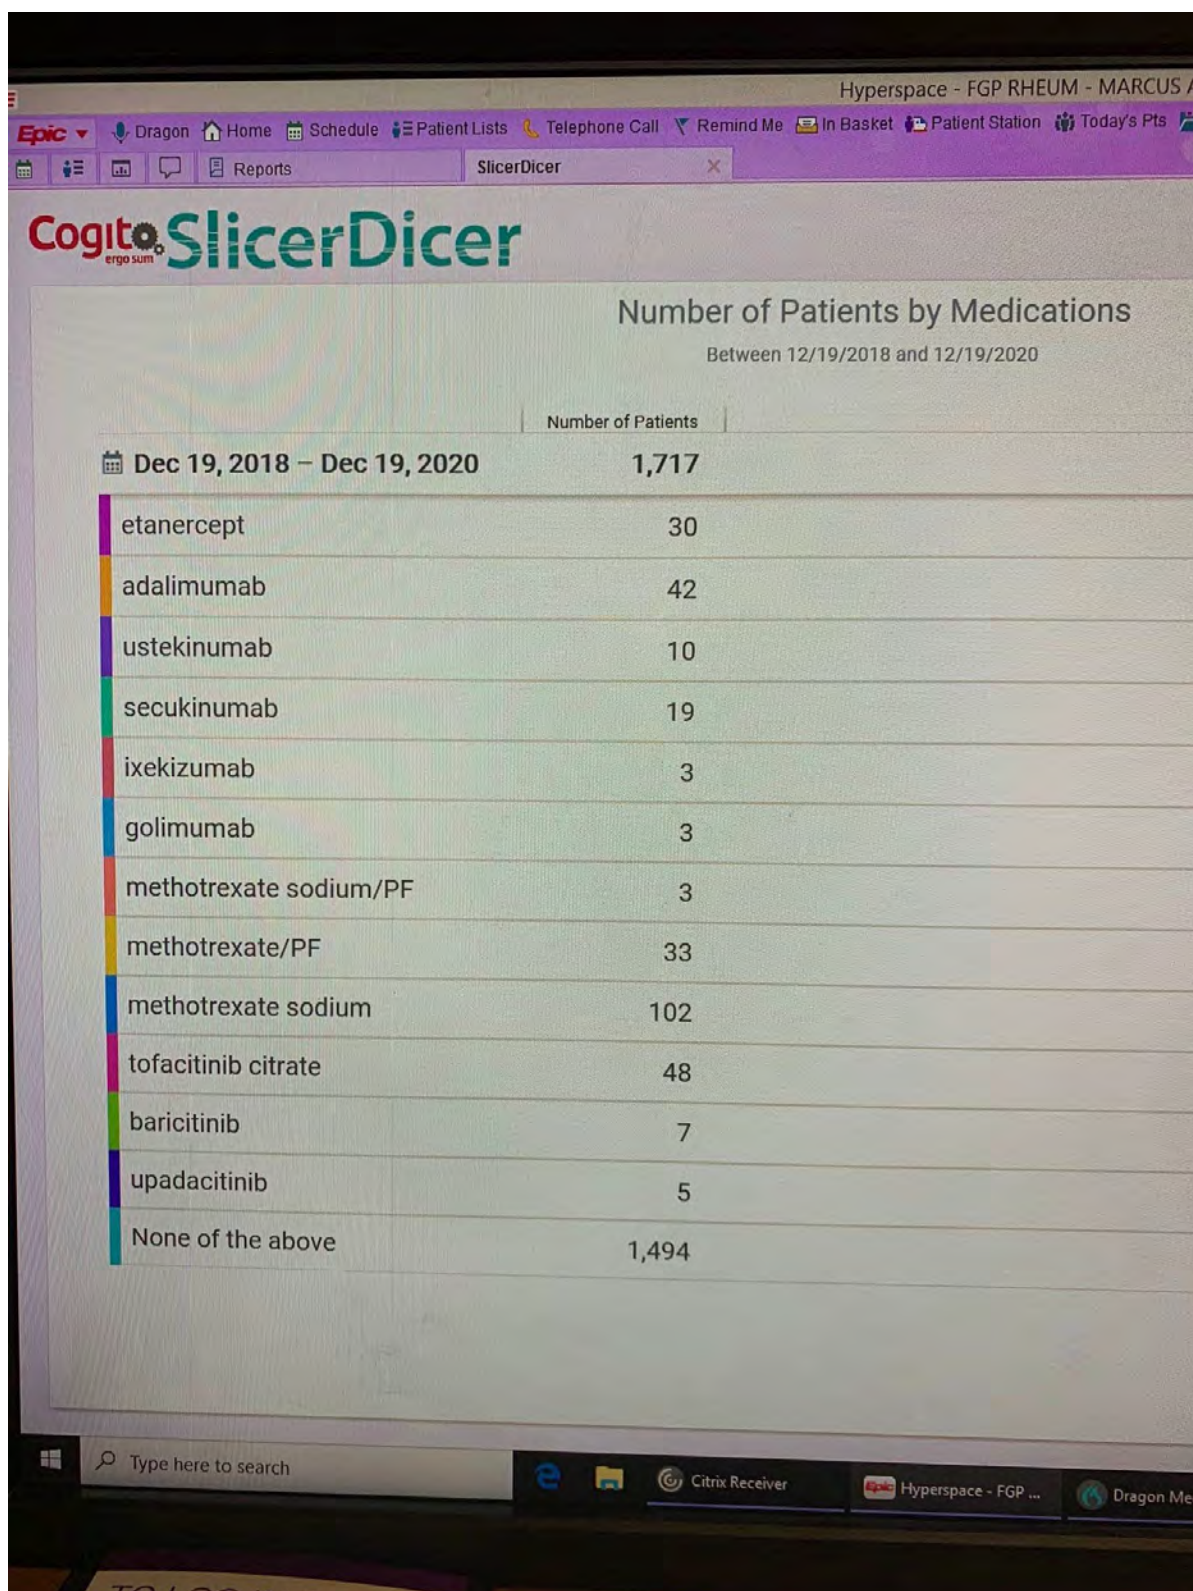 Hyperspace - FGP RHEUM - MARCUS
Epic Dragon Home Schedule Patient Lists Telephone Call Remind Me In Basket Patient Station Today's Pts
Reports SlicerDicer
Cogito ergo sum SlicerDicer
Number of Patients by Medications
Between 12/19/2018 and 12/19/2020
Number of Patients
Dec 19, 2018 – Dec 19, 2020 1,717
etanercept 30
adalimumab 42
ustekinumab 10
secukinumab 19
ixekizumab 3
golimumab 3
methotrexate sodium/PF 3
methotrexate/PF 33
methotrexate sodium 102
tofacitinib citrate 48
baricitinib 7
upadacitinib 5
None of the above 1,494
Type here to search Citrix Receiver Epic Hyperspace - FGP ... Dragon Me